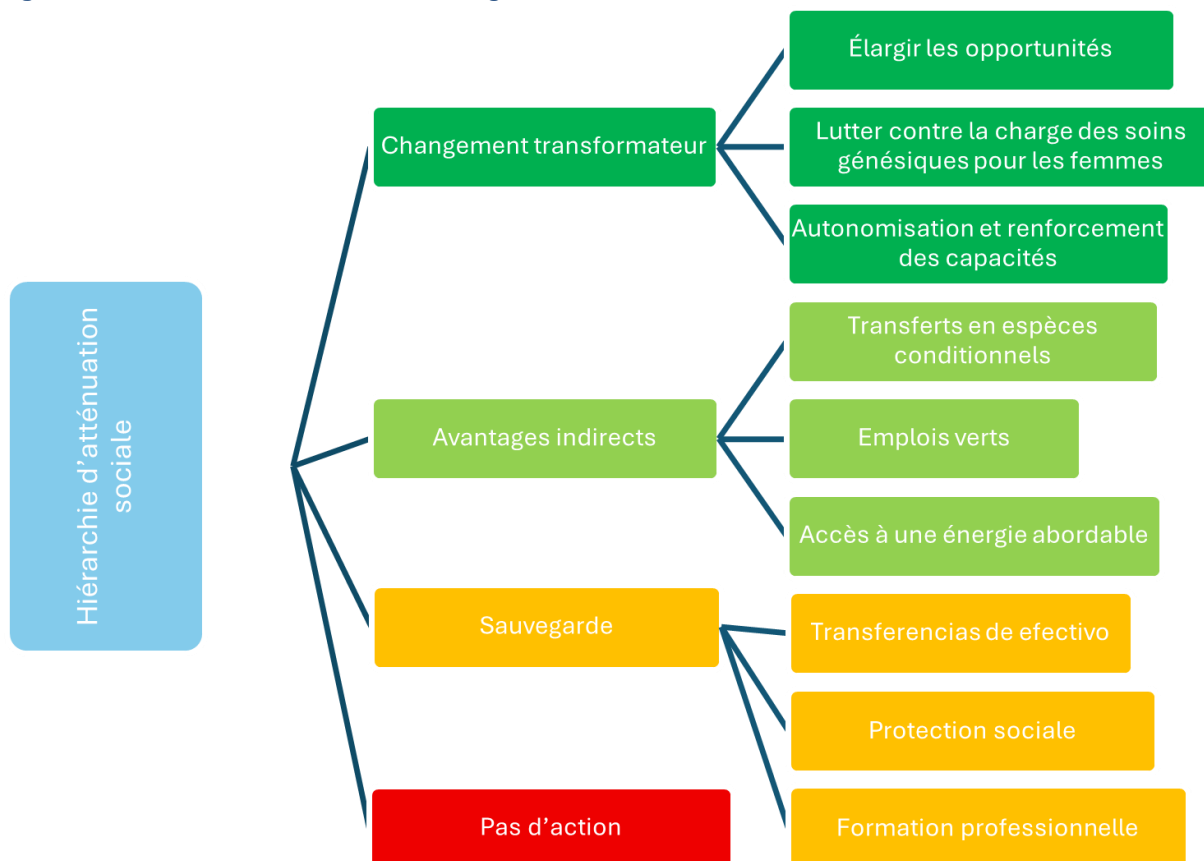 Hiérarchie d’atténuation
sociale
Changement transformateur
Élargir les opportunités
Lutter contre la charge des soins
génésiques pour les femmes
Autonomisation et renforcement
des capacités
Avantages indirects
Transferts en espèces
conditionnels
Emplois verts
Accès à une énergie abordable
Sauvegarde
Transferencias de efectivo
Protection sociale
Formation professionnelle
Pas d’action